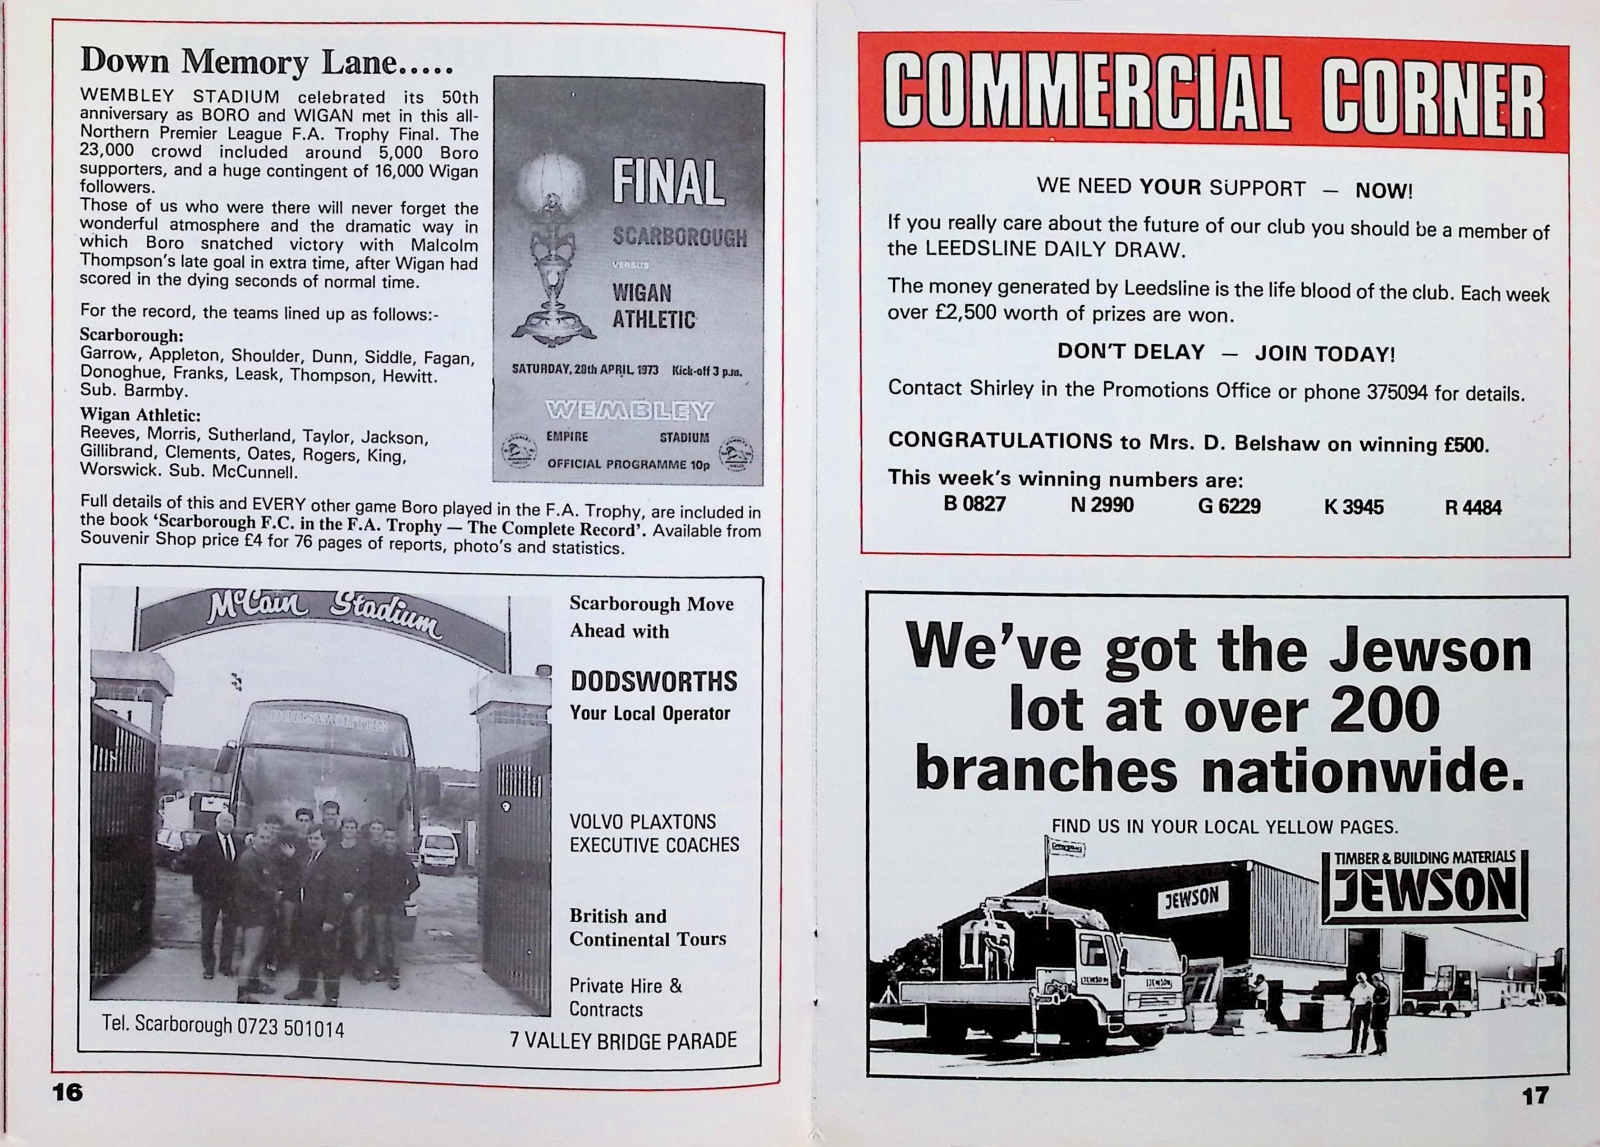 Down Memory Lane.....
WEMBLEY STADIUM celebrated its 50th
anniversary as BORO and WIGAN met in this all-
Northern Premier League F.A. Trophy Final. The
23,000 crowd included around 5,000 Boro
supporters, and a huge contingent of 16,000 Wigan
followers.
Those of us who were there will never forget the
wonderful atmosphere and the dramatic way in
which Boro snatched victory with Malcolm
Thompson's late goal in extra time, after Wigan had
scored in the dying seconds of normal time.
For the record, the teams lined up as follows:-
Scarborough:
Garrow, Appleton, Shoulder, Dunn, Siddle, Fagan,
Donoghue, Franks, Leask, Thompson, Hewitt.
Sub. Barmby.
Wigan Athletic:
Reeves, Morris, Sutherland, Taylor, Jackson,
Gillibrand, Clements, Oates, Rogers, King,
Worswick. Sub. McCunnell.
FINAL
SCARBOROUGH
VERSUS
WIGAN
ATHLETIC
SATURDAY, 28th APRIL 1973 Kick-off 3 p.m.
WEMBLEY
EMPIRE STADIUM
OFFICIAL PROGRAMME 10p
Full details of this and EVERY other game Boro played in the F.A. Trophy, are included in
the book 'Scarborough F.C. in the F.A. Trophy — The Complete Record'. Available from
Souvenir Shop price £4 for 76 pages of reports, photo's and statistics.
McCain Stadium
DODSWORTHS
Scarborough Move
Ahead with
DODSWORTHS
Your Local Operator
VOLVO PLAXTONS
EXECUTIVE COACHES
British and
Continental Tours
Private Hire &
Contracts
Tel. Scarborough 0723 501014
7 VALLEY BRIDGE PARADE
16
COMMERCIAL CORNER
WE NEED YOUR SUPPORT — NOW!
If you really care about the future of our club you should be a member of
the LEEDSLINE DAILY DRAW.
The money generated by Leedsline is the life blood of the club. Each week
over £2,500 worth of prizes are won.
DON'T DELAY — JOIN TODAY!
Contact Shirley in the Promotions Office or phone 375094 for details.
CONGRATULATIONS to Mrs. D. Belshaw on winning £500.
This week's winning numbers are:
B 0827 N 2990 G 6229 K 3945 R 4484
We've got the Jewson
lot at over 200
branches nationwide.
FIND US IN YOUR LOCAL YELLOW PAGES.
TIMBER & BUILDING MATERIALS
JEWSON
JEWSON
JEWSON
JEWSON
17